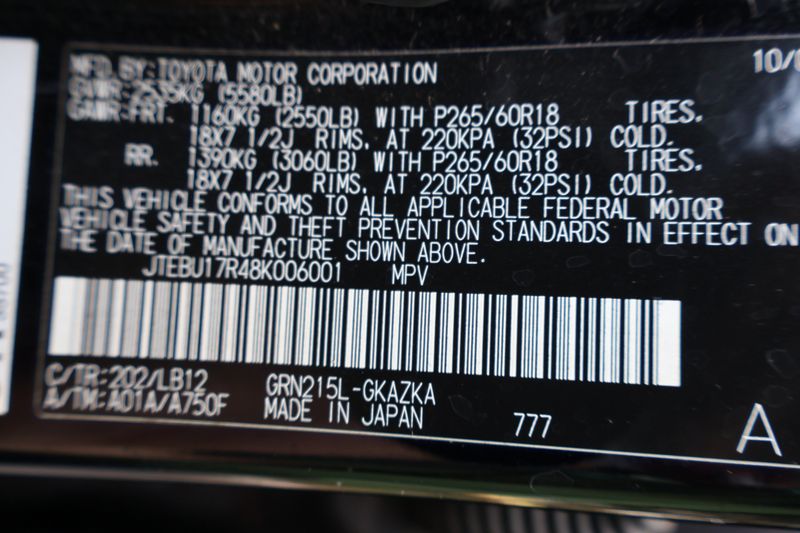 MFD.BY:TOYOTA MOTOR CORPORATION 10/0
GVWR:2535KG (5580LB)
GAWR:FRT. 1160KG (2550LB) WITH P265/60R18 TIRES.
18X7 1/2J RIMS. AT 220KPA (32PSI) COLD.
RR. 1390KG (3060LB) WITH P265/60R18 TIRES.
18X7 1/2J RIMS. AT 220KPA (32PSI) COLD.
THIS VEHICLE CONFORMS TO ALL APPLICABLE FEDERAL MOTOR
VEHICLE SAFETY AND THEFT PREVENTION STANDARDS IN EFFECT ON
THE DATE OF MANUFACTURE SHOWN ABOVE.
JTEBU17R48K006001 MPV
C/TR:202/LB12 GRN215L-GKAZKA
A/TM:A01A/A750F MADE IN JAPAN 777 A